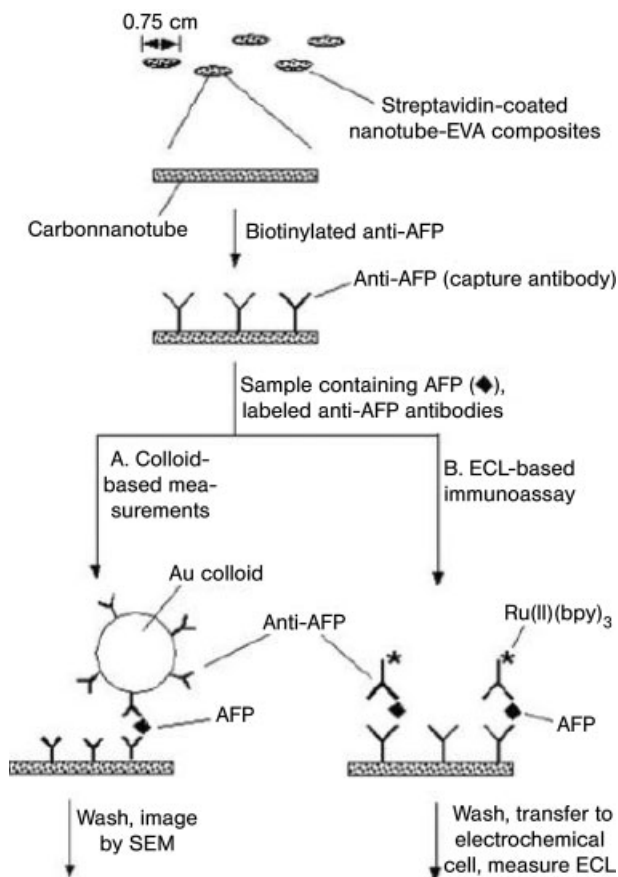 0.75 cm
Streptavidin-coated
nanotube-EVA composites
Carbonnanotube
Biotinylated anti-AFP
Anti-AFP (capture antibody)
Sample containing AFP (◆),
labeled anti-AFP antibodies
A. Colloid-
based mea-
surements
B. ECL-based
immunoassay
Au colloid
Anti-AFP
Ru(II)(bpy)3
AFP
AFP
Wash, image
by SEM
Wash, transfer to
electrochemical
cell, measure ECL